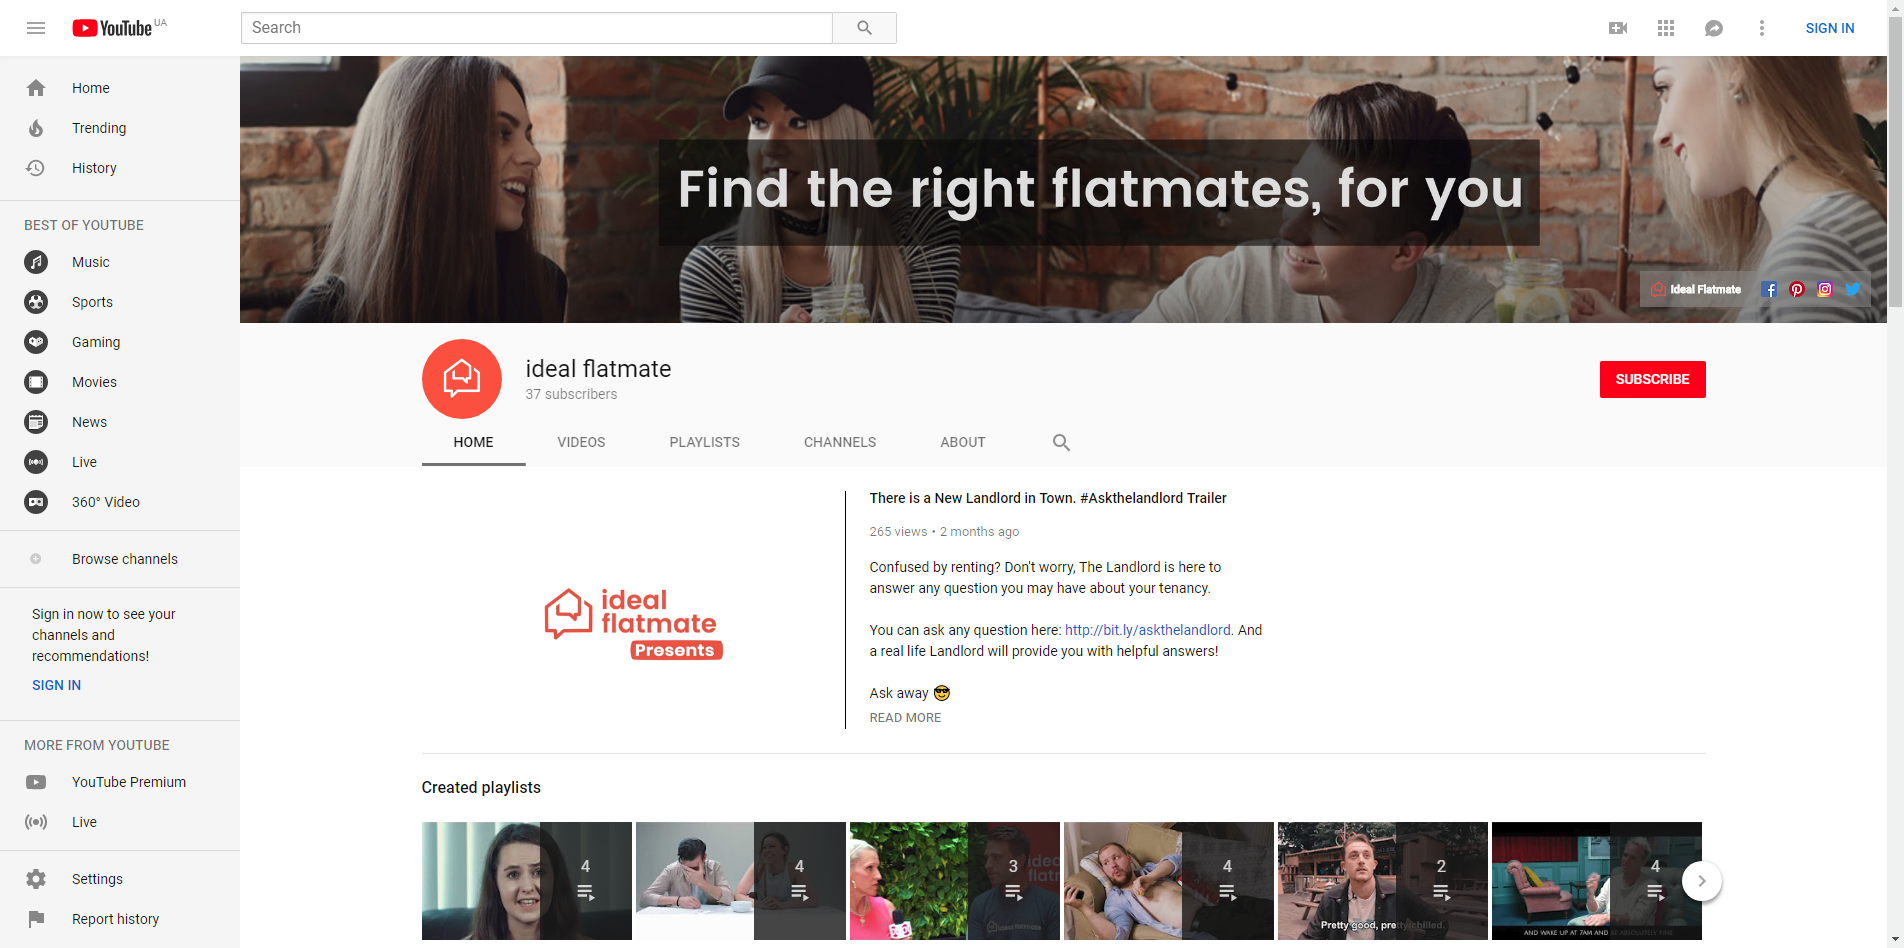 YouTube UA
Search
SIGN IN
Home
Trending
History
BEST OF YOUTUBE
Music
Sports
Gaming
Movies
News
Live
360° Video
Browse channels
Sign in now to see your
channels and
recommendations!
SIGN IN
MORE FROM YOUTUBE
YouTube Premium
Live
Settings
Report history
Find the right flatmates, for you
Ideal Flatmate
ideal flatmate
37 subscribers
SUBSCRIBE
HOME VIDEOS PLAYLISTS CHANNELS ABOUT
ideal
flatmate
Presents
There is a New Landlord in Town. #Askthelandlord Trailer
265 views • 2 months ago
Confused by renting? Don't worry, The Landlord is here to
answer any question you may have about your tenancy.
You can ask any question here: http://bit.ly/askthelandlord. And
a real life Landlord will provide you with helpful answers!
Ask away 😎
READ MORE
Created playlists
4
4
3
ideal
flatm
ideal flatmate
4
2
Pretty good, pretty chilled.
4
AND WAKE UP AT 7AM AND BE ABSOLUTELY FINE